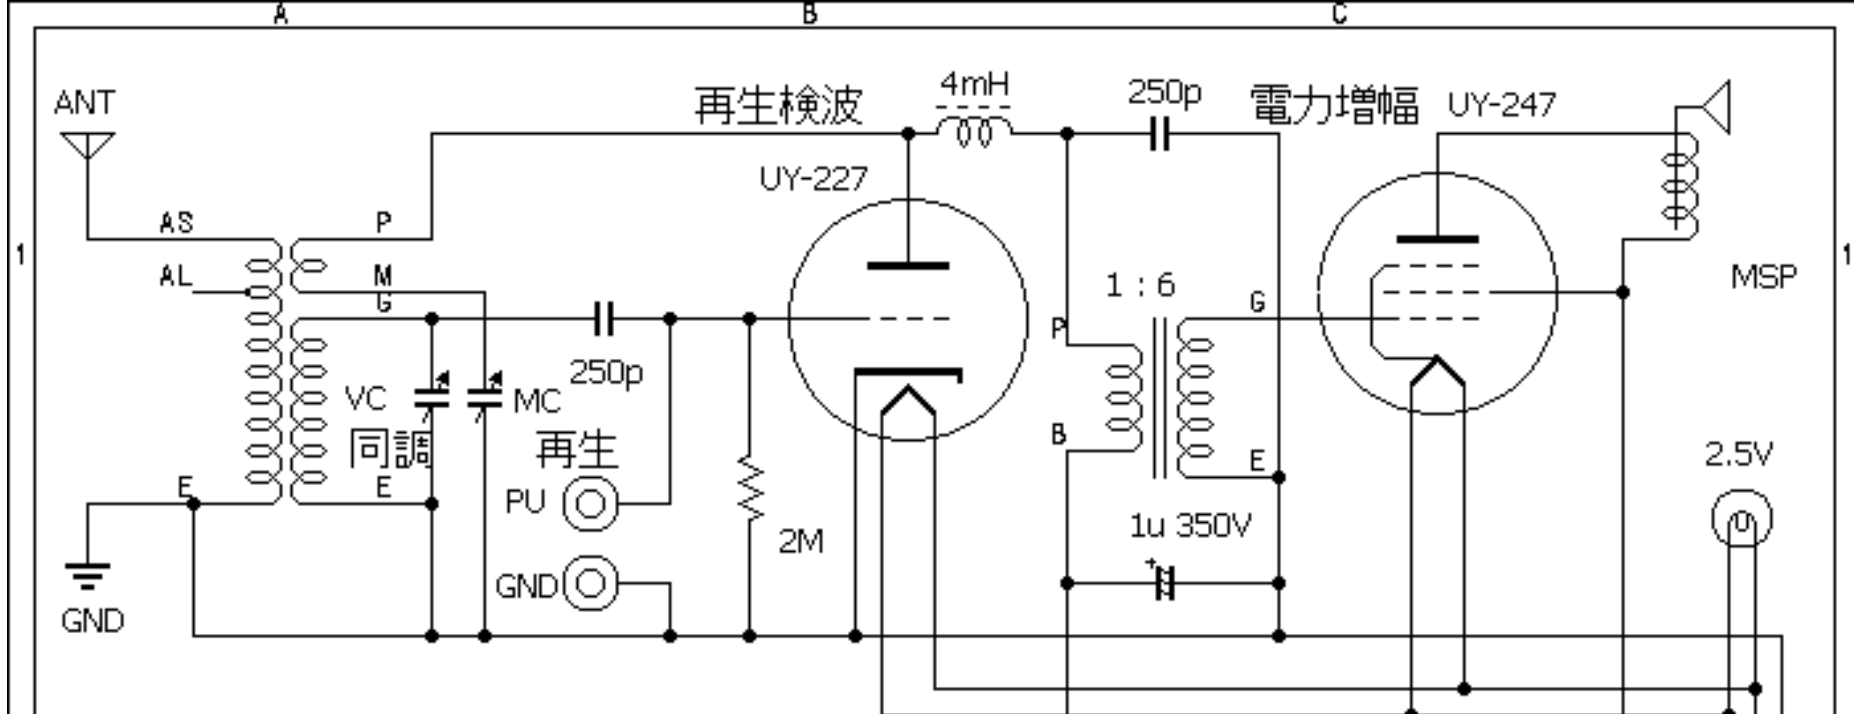 A B C
ANT
再生検波
4mH
250p
電力増幅
UY-247
UY-227
AS
P
1
1
AL
M
G
1 : 6
G
MSP
P
VC
MC
250p
同調
再生
B
E
2.5V
E
E
PU
1u 350V
+
2M
GND
GND